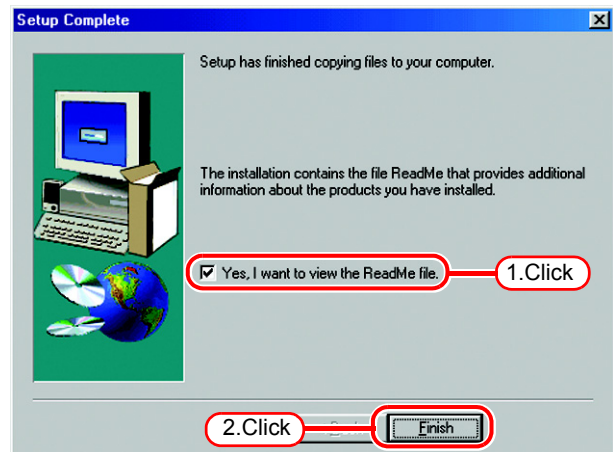 Setup Complete
Setup has finished copying files to your computer.
The installation contains the file ReadMe that provides additional
information about the products you have installed.
Yes, I want to view the ReadMe file.
1.Click
2.Click
Finish